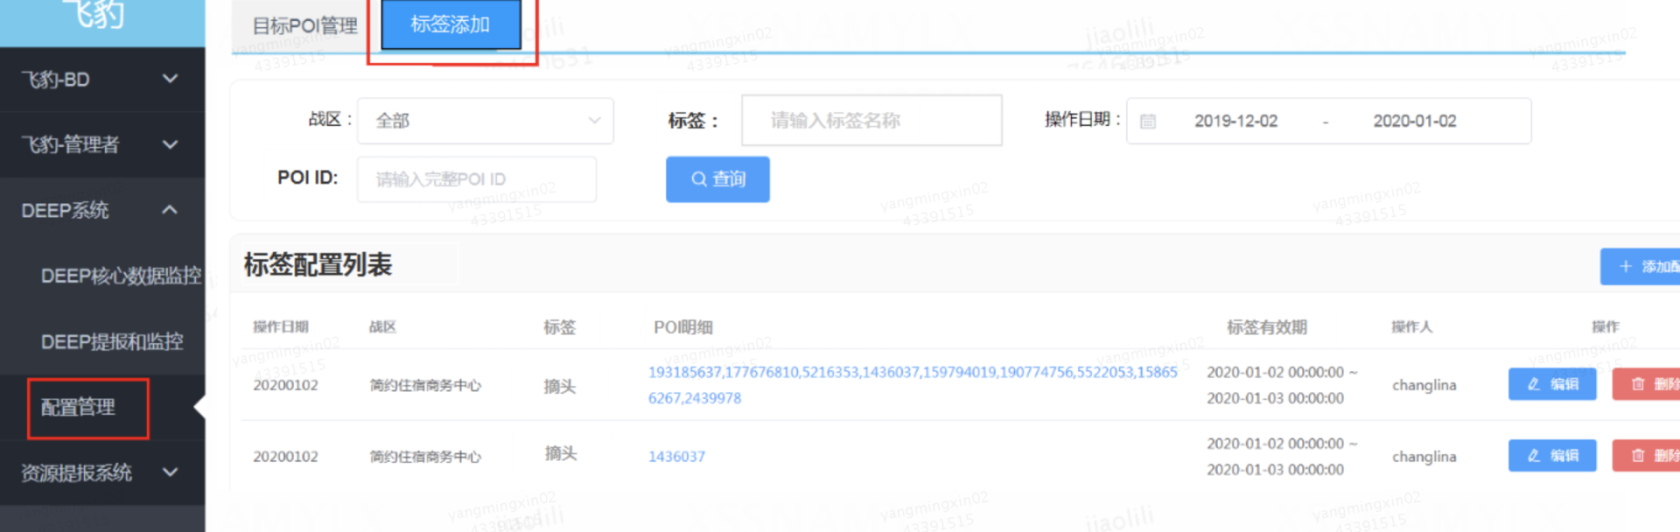 飞豹
目标POI管理
标签添加
飞豹-BD
飞豹-管理者
DEEP系统
DEEP核心数据监控
DEEP提报和监控
配置管理
资源提报系统
战区：
全部
标签：
请输入标签名称
操作日期：
2019-12-02 - 2020-01-02
POI ID:
请输入完整POI ID
查询
标签配置列表
操作日期 战区 标签 POI明细 标签有效期 操作人 操作
20200102 简约住宿商务中心 摘头 193185637,177676810,5216353,1436037,159794019,190774756,5522053,15865
6267,2439978
2020-01-02 00:00:00 ~
2020-01-03 00:00:00
changlina 编辑 删除
20200102 简约住宿商务中心 摘头 1436037
2020-01-02 00:00:00 ~
2020-01-03 00:00:00
changlina 编辑 删除
yangmingxin02
43391515
jiaolili